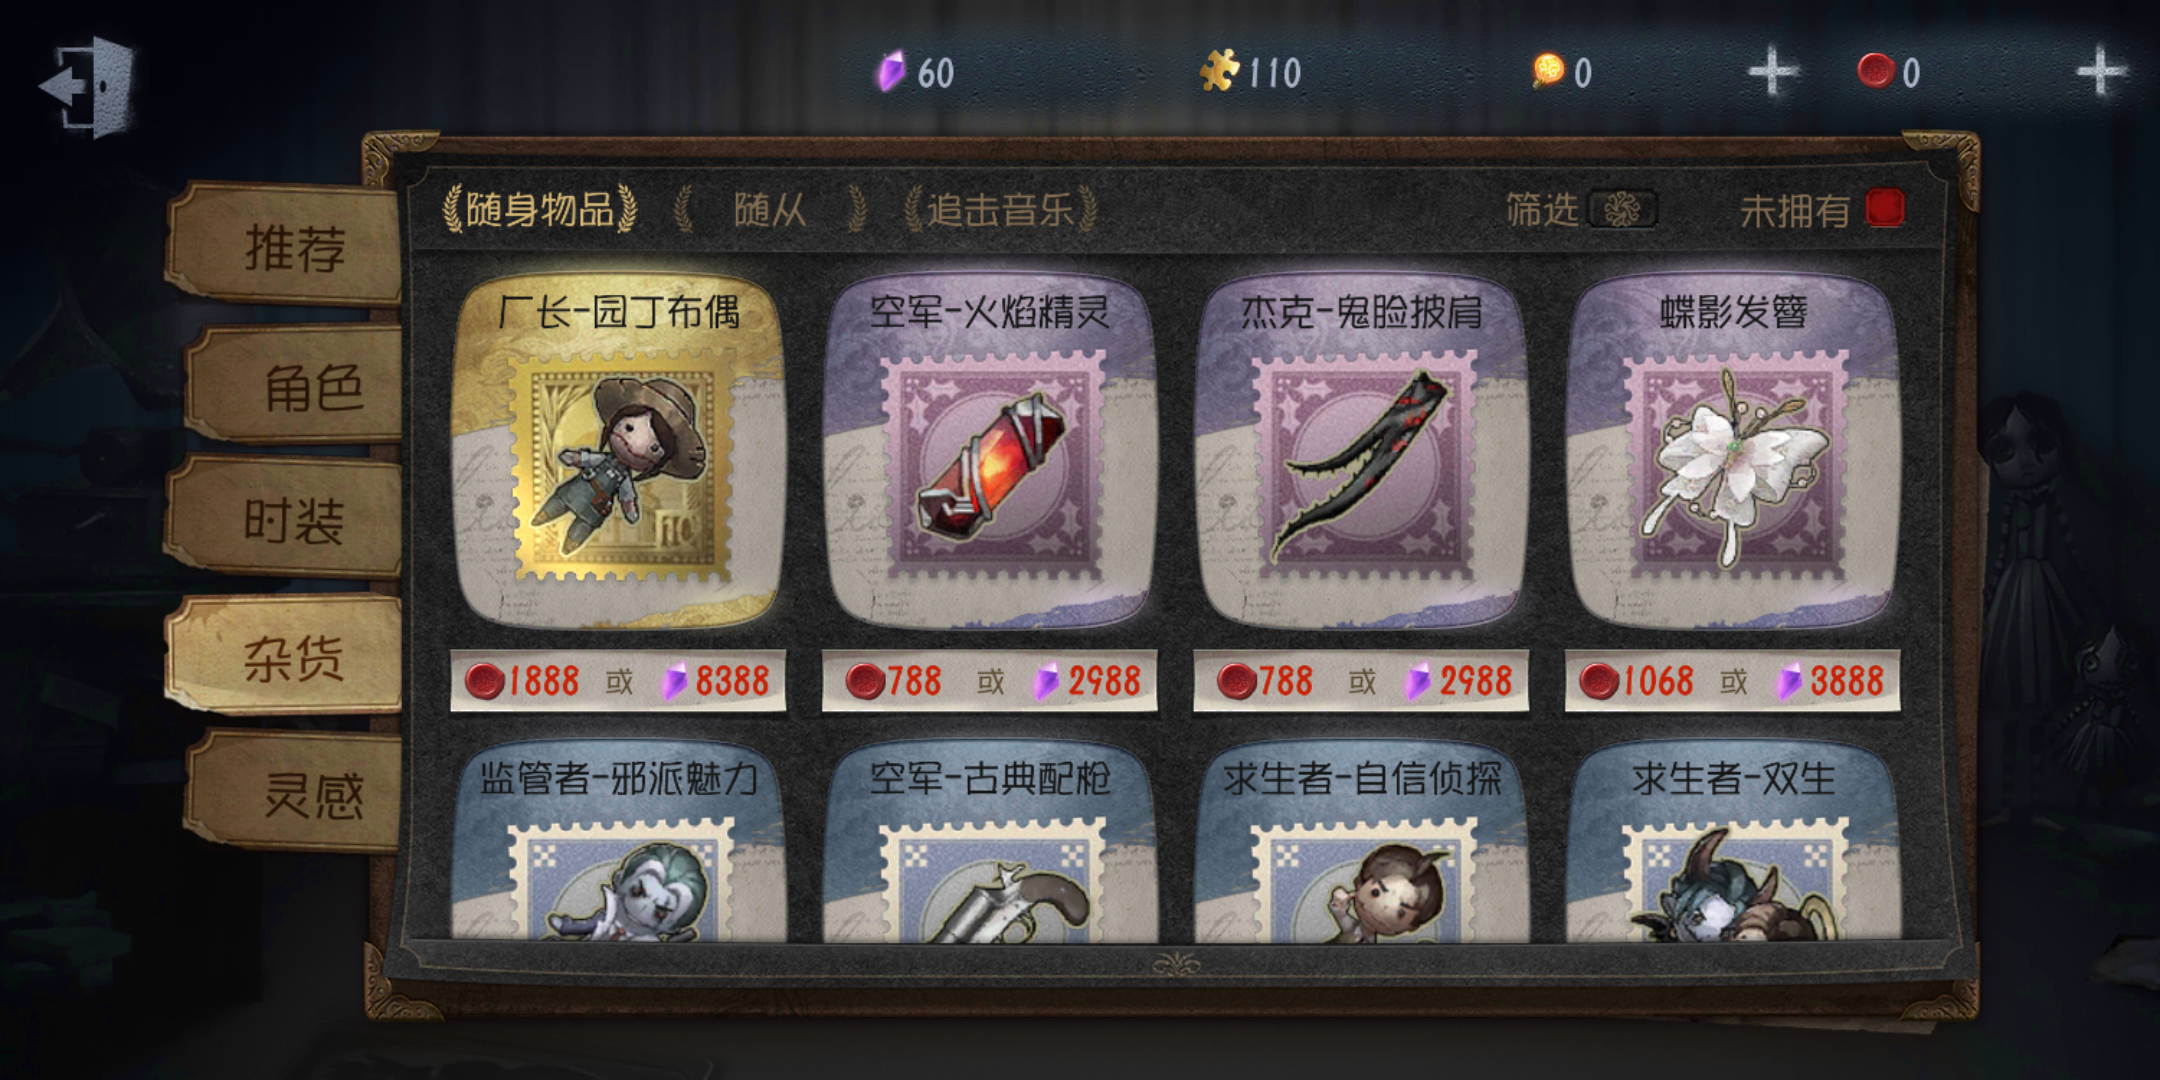 60
110
0
0
随身物品
随从
追击音乐
筛选
未拥有
推荐
角色
时装
杂货
灵感
厂长-园丁布偶
空军-火焰精灵
杰克-鬼脸披肩
蝶影发簪
1888 或 8388
788 或 2988
788 或 2988
1068 或 3888
监管者-邪派魅力
空军-古典配枪
求生者-自信侦探
求生者-双生